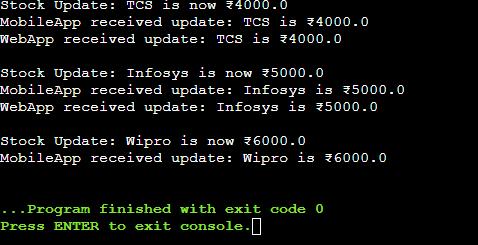 Stock Update: TCS is now ₹4000.0
MobileApp received update: TCS is ₹4000.0
WebApp received update: TCS is ₹4000.0
Stock Update: Infosys is now ₹5000.0
MobileApp received update: Infosys is ₹5000.0
WebApp received update: Infosys is ₹5000.0
Stock Update: Wipro is now ₹6000.0
MobileApp received update: Wipro is ₹6000.0
...Program finished with exit code 0
Press ENTER to exit console.